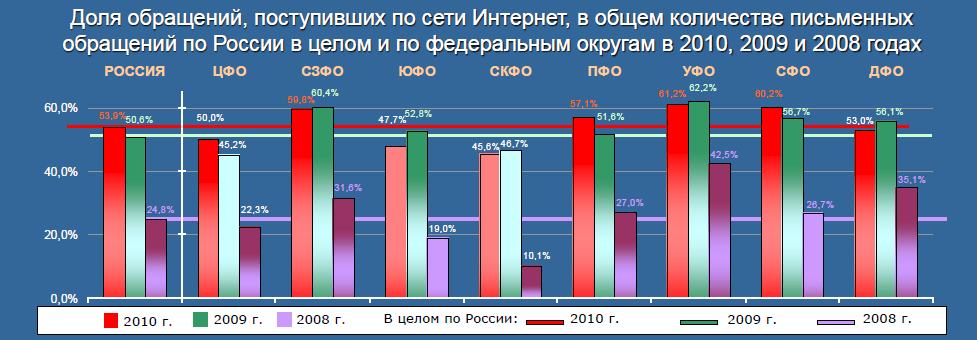 Доля обращений, поступивших по сети Интернет, в общем количестве письменных
обращений по России в целом и по федеральным округам в 2010, 2009 и 2008 годах
РОССИЯ ЦФО СЗФО ЮФО СКФО ПФО УФО СФО ДФО
60,0%
40,0%
20,0%
0,0%
53,9% 50,6% 24,8%
50,0% 45,2% 22,3%
59,8% 60,4% 31,6%
47,7% 52,8% 19,0%
45,6% 46,7% 10,1%
57,1% 51,6% 27,0%
61,2% 62,2% 42,5%
60,2% 56,7% 26,7%
53,0% 56,1% 35,1%
2010 г. 2009 г. 2008 г. В целом по России: 2010 г. 2009 г. 2008 г.